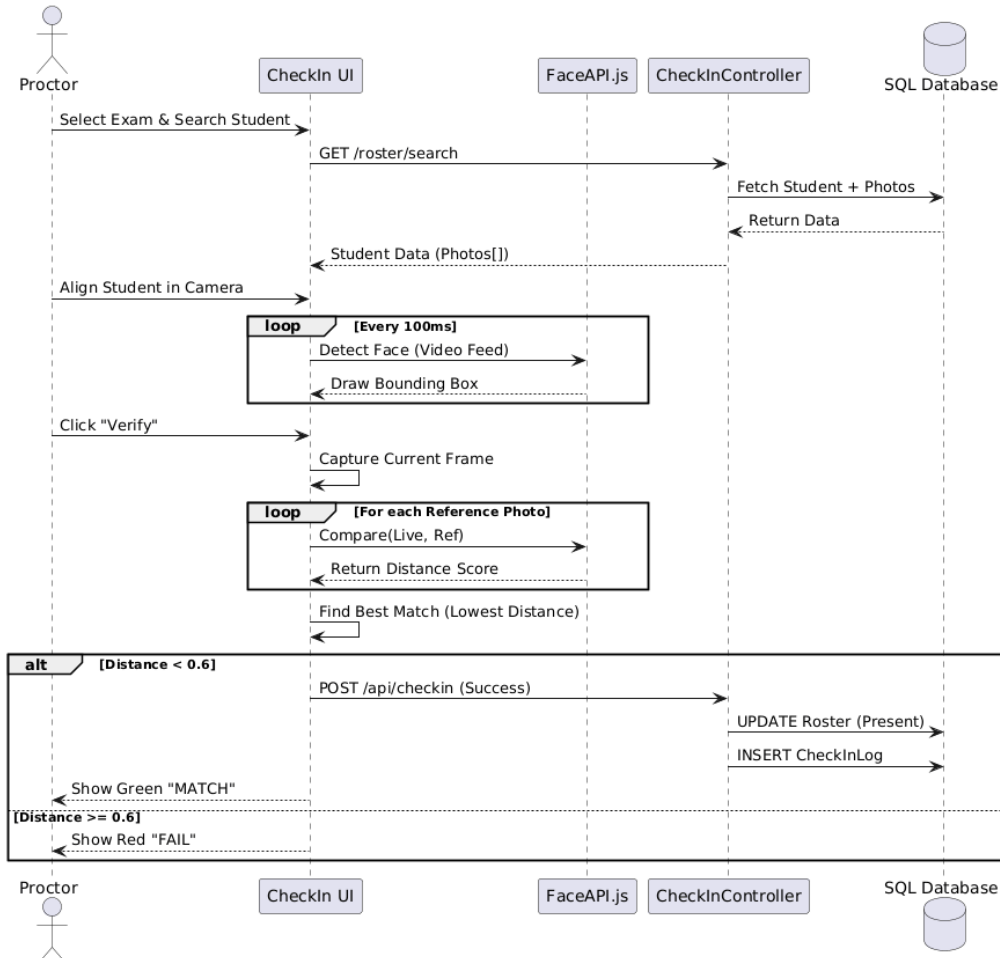 Proctor
CheckIn UI
FaceAPI.js
CheckInController
SQL Database
Select Exam & Search Student
GET /roster/search
Fetch Student + Photos
Return Data
Student Data (Photos[])
Align Student in Camera
loop [Every 100ms]
Detect Face (Video Feed)
Draw Bounding Box
Click "Verify"
Capture Current Frame
loop [For each Reference Photo]
Compare(Live, Ref)
Return Distance Score
Find Best Match (Lowest Distance)
alt [Distance < 0.6]
POST /api/checkin (Success)
UPDATE Roster (Present)
INSERT CheckInLog
Show Green "MATCH"
[Distance >= 0.6]
Show Red "FAIL"
Proctor
CheckIn UI
FaceAPI.js
CheckInController
SQL Database